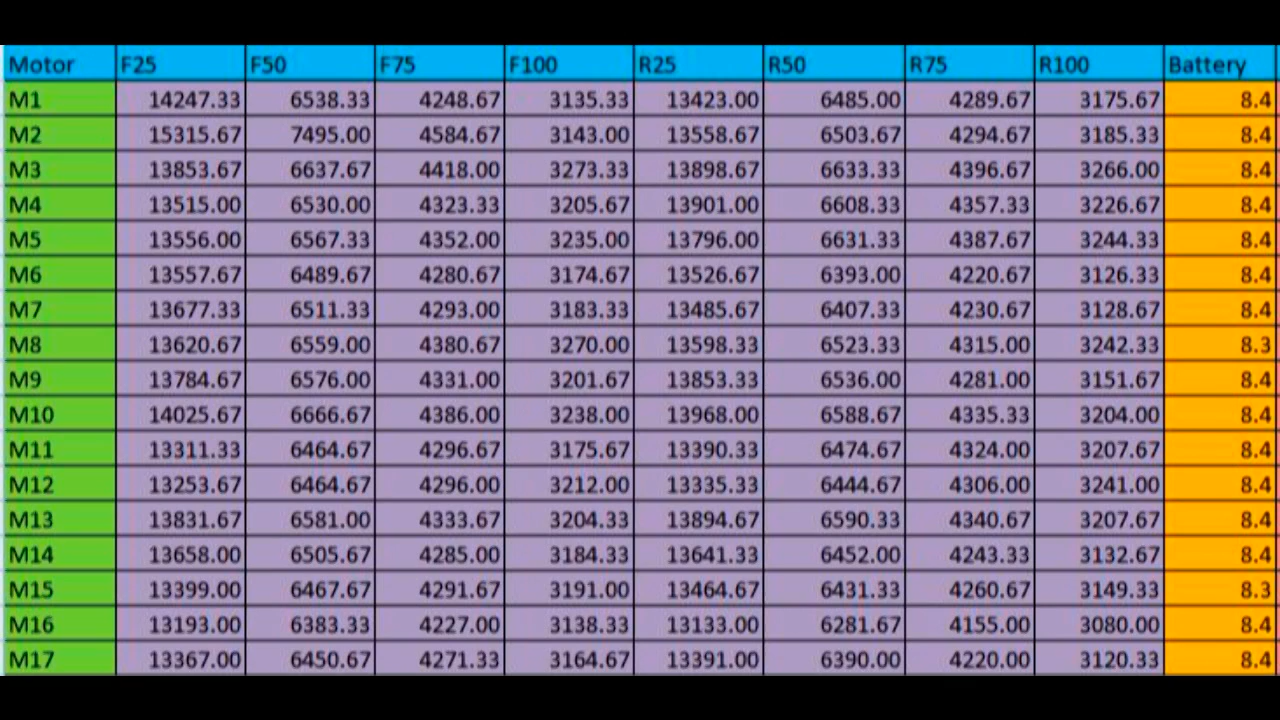 Motor F25 F50 F75 F100 R25 R50 R75 R100 Battery
M1 14247.33 6538.33 4248.67 3135.33 13423.00 6485.00 4289.67 3175.67 8.4
M2 15315.67 7495.00 4584.67 3143.00 13558.67 6503.67 4294.67 3185.33 8.4
M3 13853.67 6637.67 4418.00 3273.33 13898.67 6633.33 4396.67 3266.00 8.4
M4 13515.00 6530.00 4323.33 3205.67 13901.00 6608.33 4357.33 3226.67 8.4
M5 13556.00 6567.33 4352.00 3235.00 13796.00 6631.33 4387.67 3244.33 8.4
M6 13557.67 6489.67 4280.67 3174.67 13526.67 6393.00 4220.67 3126.33 8.4
M7 13677.33 6511.33 4293.00 3183.33 13485.67 6407.33 4230.67 3128.67 8.4
M8 13620.67 6559.00 4380.67 3270.00 13598.33 6523.33 4315.00 3242.33 8.3
M9 13784.67 6576.00 4331.00 3201.67 13853.33 6536.00 4281.00 3151.67 8.4
M10 14025.67 6666.67 4386.00 3238.00 13968.00 6588.67 4335.33 3204.00 8.4
M11 13311.33 6464.67 4296.67 3175.67 13390.33 6474.67 4324.00 3207.67 8.4
M12 13253.67 6464.67 4296.00 3212.00 13335.33 6444.67 4306.00 3241.00 8.4
M13 13831.67 6581.00 4333.67 3204.33 13894.67 6590.33 4340.67 3207.67 8.4
M14 13658.00 6505.67 4285.00 3184.33 13641.33 6452.00 4243.33 3132.67 8.4
M15 13399.00 6467.67 4291.67 3191.00 13464.67 6431.33 4260.67 3149.33 8.3
M16 13193.00 6383.33 4227.00 3138.33 13133.00 6281.67 4155.00 3080.00 8.4
M17 13367.00 6450.67 4271.33 3164.67 13391.00 6390.00 4220.00 3120.33 8.4